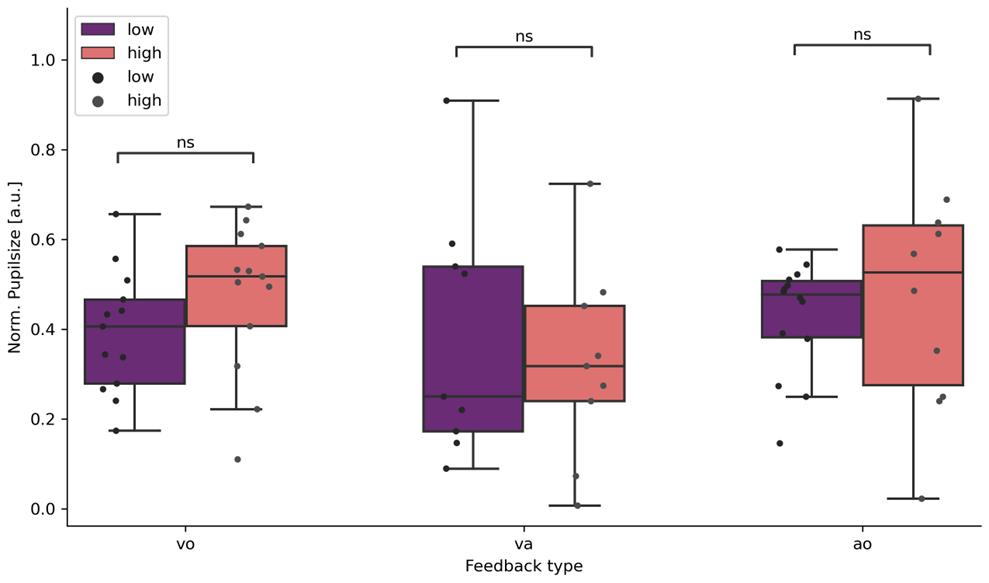 low
high
low
high
ns
ns
ns
Norm. Pupilsize [a.u.]
1.0
0.8
0.6
0.4
0.2
0.0
vo
va
ao
Feedback type